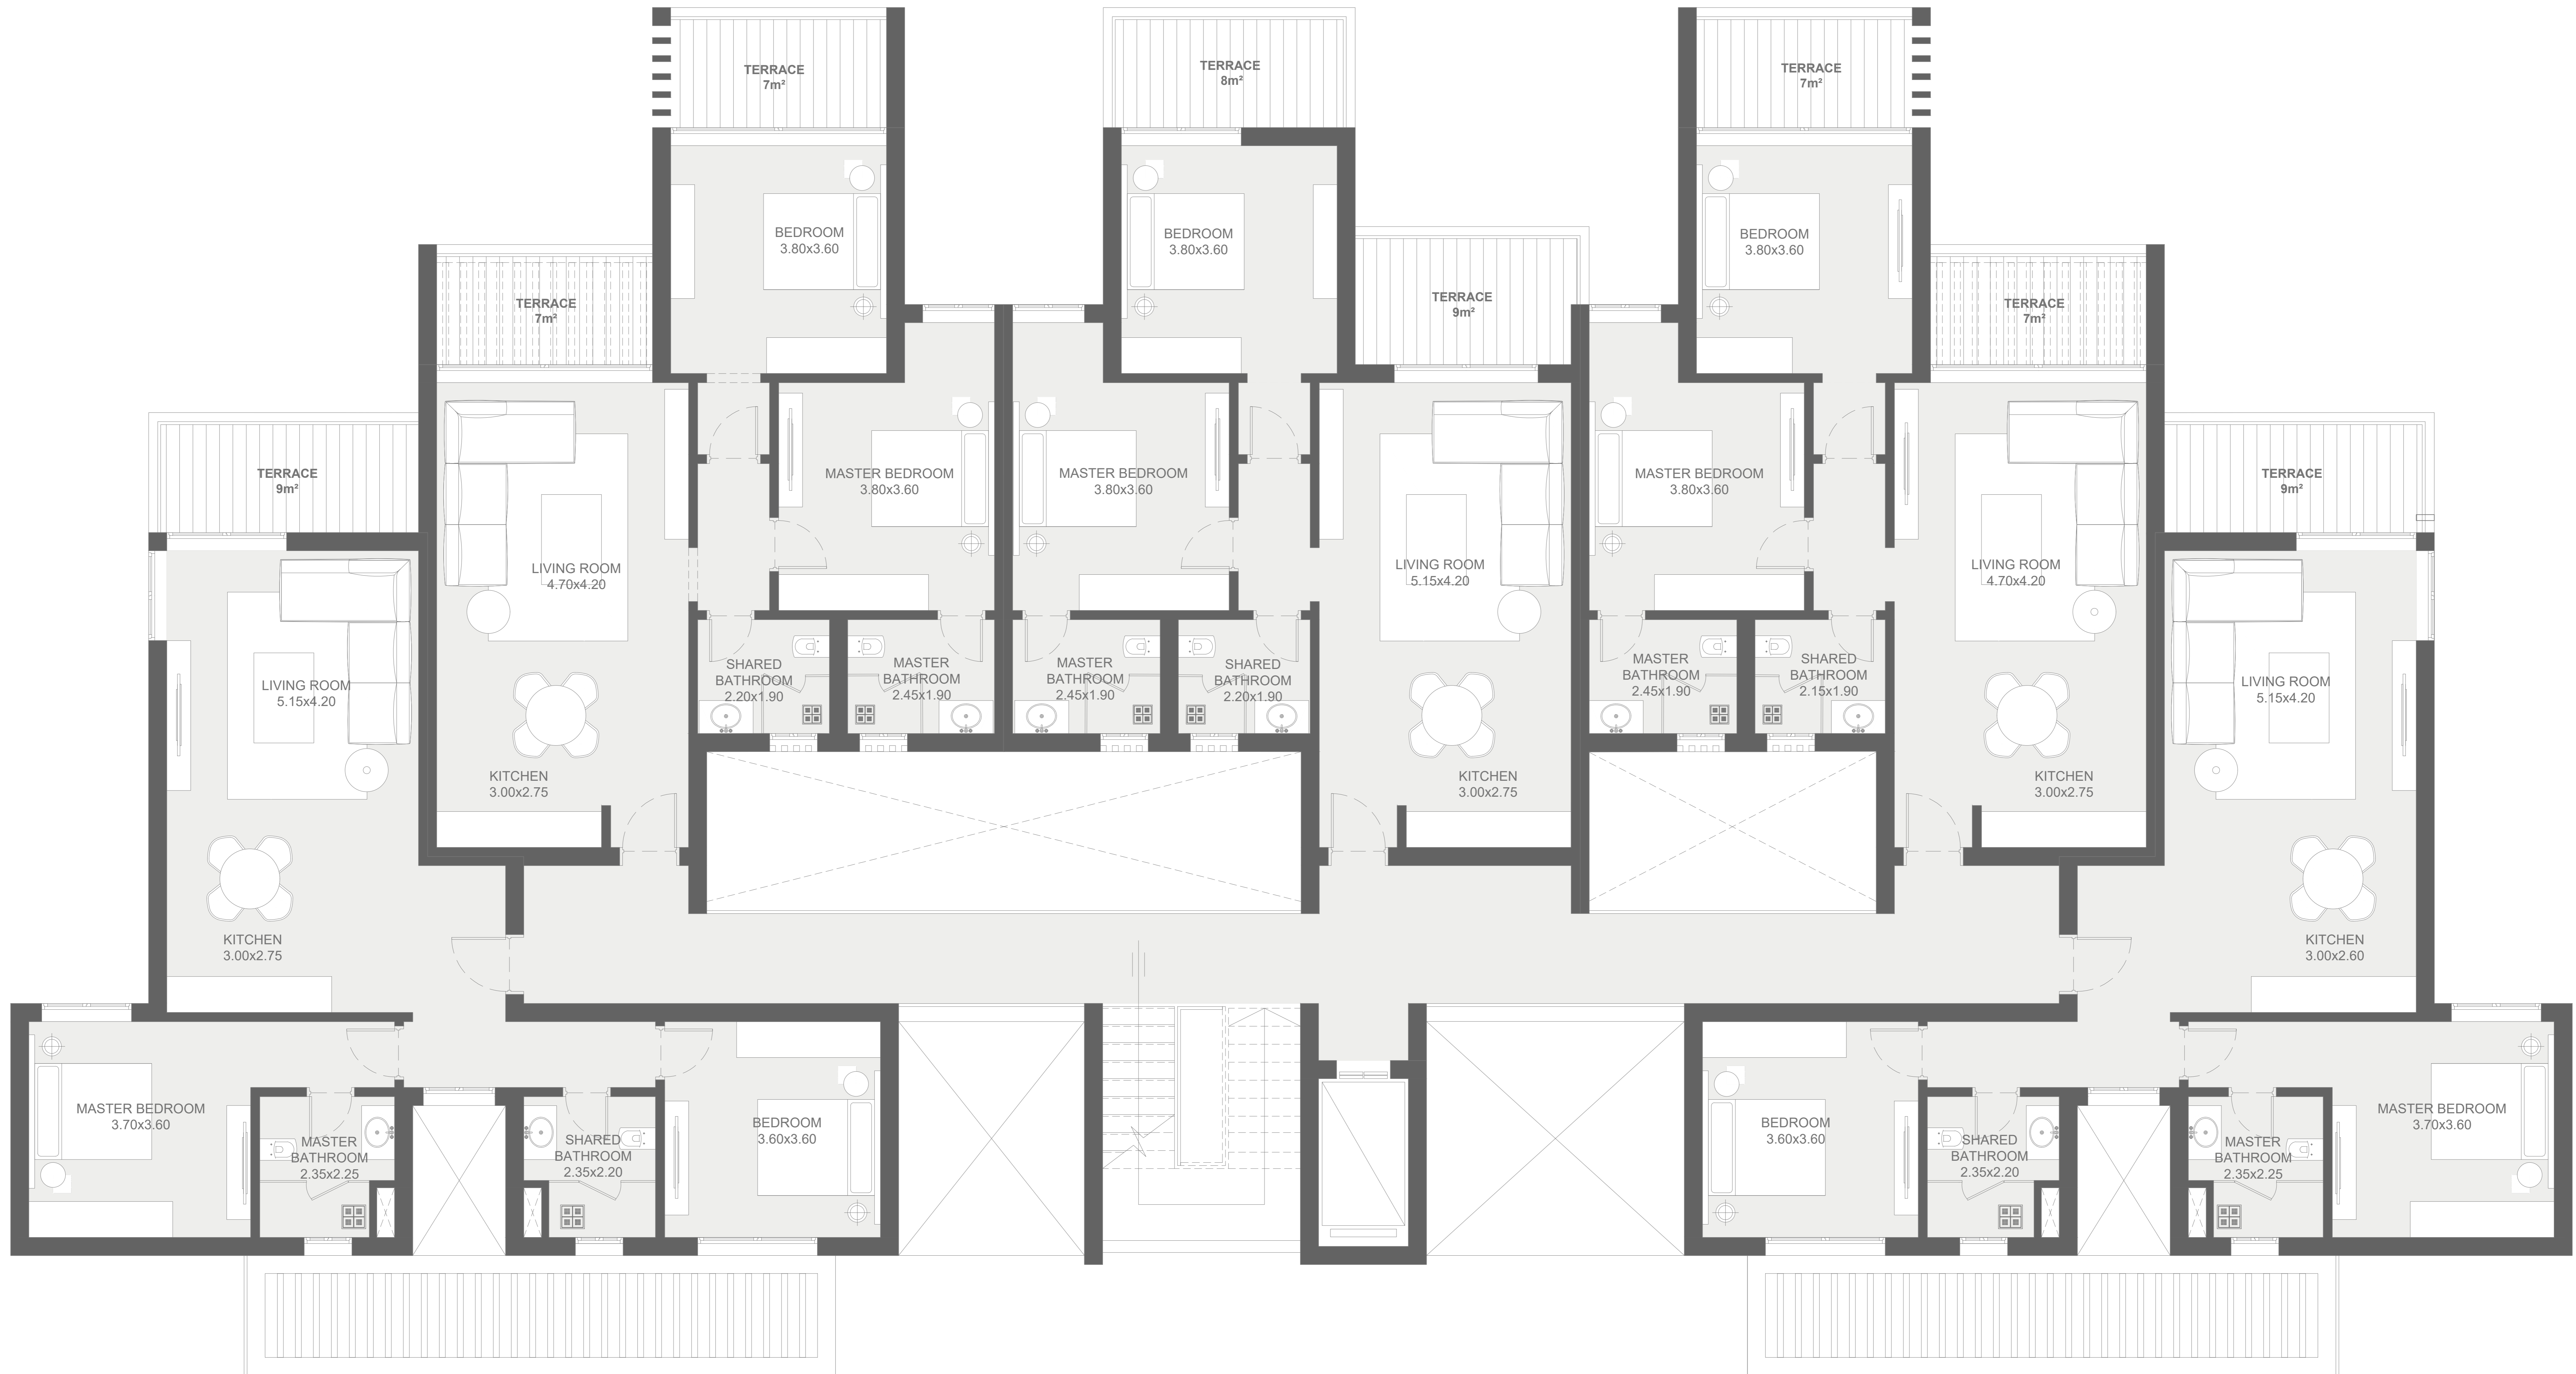 TERRACE
7m²
TERRACE
8m²
TERRACE
7m²
BEDROOM
3.80x3.60
BEDROOM
3.80x3.60
BEDROOM
3.80x3.60
TERRACE
7m²
TERRACE
9m²
TERRACE
7m²
TERRACE
9m²
MASTER BEDROOM
3.80x3.60
MASTER BEDROOM
3.80x3.60
MASTER BEDROOM
3.80x3.60
TERRACE
9m²
LIVING ROOM
4.70x4.20
LIVING ROOM
5.15x4.20
LIVING ROOM
4.70x4.20
LIVING ROOM
5.15x4.20
SHARED
BATHROOM
2.20x1.90
MASTER
BATHROOM
2.45x1.90
MASTER
BATHROOM
2.45x1.90
SHARED
BATHROOM
2.20x1.90
MASTER
BATHROOM
2.45x1.90
SHARED
BATHROOM
2.15x1.90
LIVING ROOM
5.15x4.20
KITCHEN
3.00x2.75
KITCHEN
3.00x2.75
KITCHEN
3.00x2.75
KITCHEN
3.00x2.75
KITCHEN
3.00x2.60
MASTER BEDROOM
3.70x3.60
MASTER
BATHROOM
2.35x2.25
SHARED
BATHROOM
2.35x2.20
BEDROOM
3.60x3.60
BEDROOM
3.60x3.60
SHARED
BATHROOM
2.35x2.20
MASTER
BATHROOM
2.35x2.25
MASTER BEDROOM
3.70x3.60